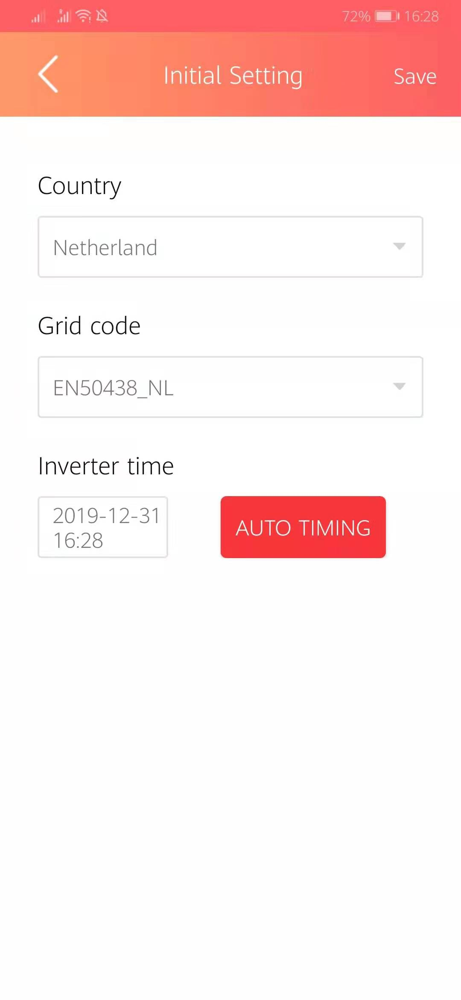 R
72% 16:28
Initial Setting
Save
Country
Netherland
Grid code
EN50438_NL
Inverter time
2019-12-31
16:28
AUTO TIMING